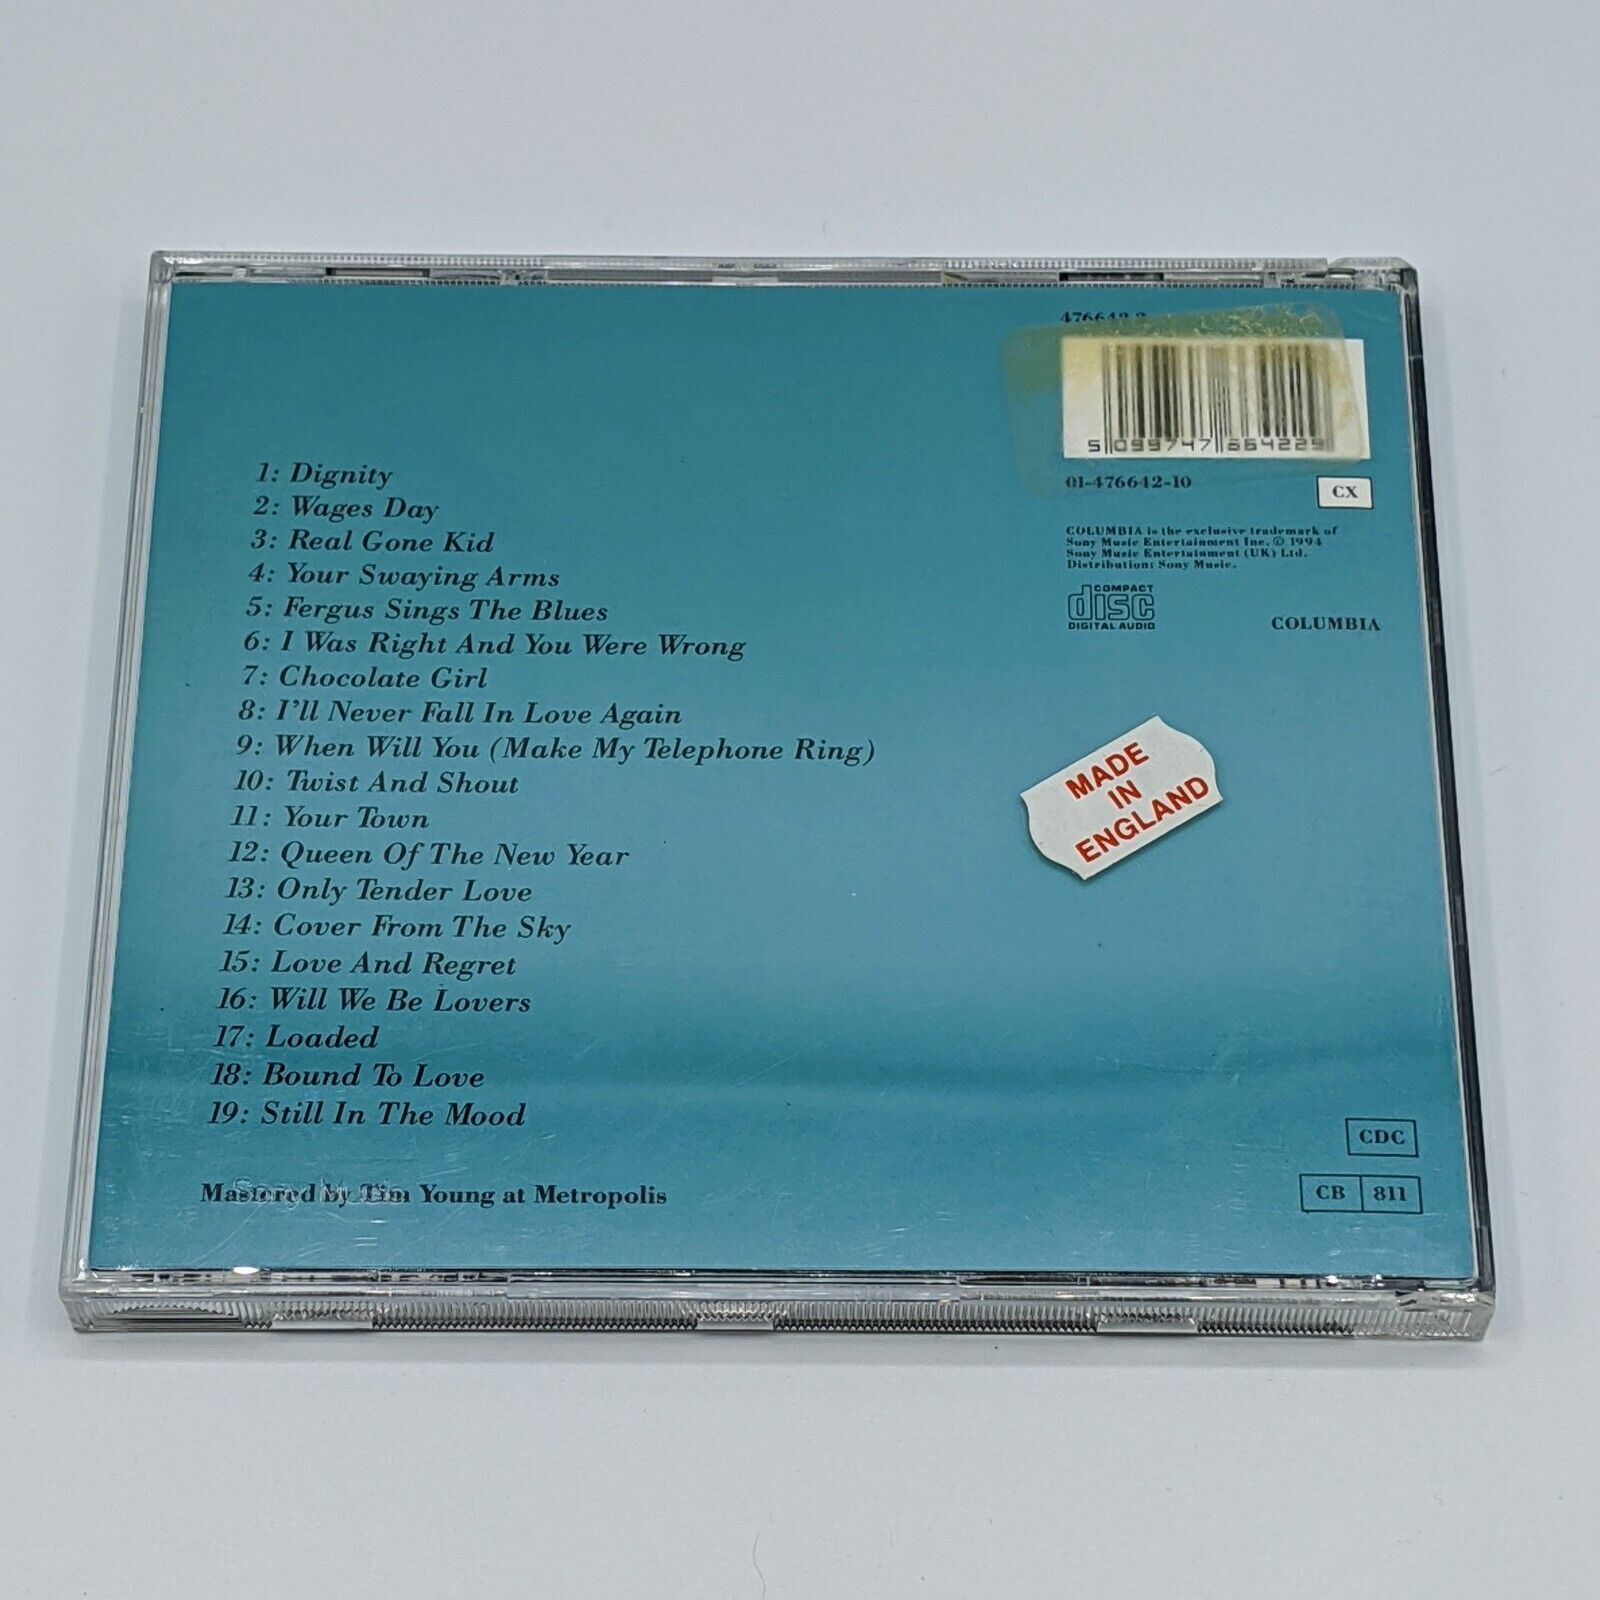 476642 2
5 099747 664229
01-476642-10
CX
COLUMBIA is the exclusive trademark of
Sony Music Entertainment Inc. © 1994
Sony Music Entertainment (UK) Ltd.
Distribution: Sony Music.
COMPACT
disc
DIGITAL AUDIO
COLUMBIA
1: Dignity
2: Wages Day
3: Real Gone Kid
4: Your Swaying Arms
5: Fergus Sings The Blues
6: I Was Right And You Were Wrong
7: Chocolate Girl
8: I'll Never Fall In Love Again
9: When Will You (Make My Telephone Ring)
10: Twist And Shout
11: Your Town
12: Queen Of The New Year
13: Only Tender Love
14: Cover From The Sky
15: Love And Regret
16: Will We Be Lovers
17: Loaded
18: Bound To Love
19: Still In The Mood
MADE
IN
ENGLAND
Mastered by Tim Young at Metropolis
Sony Music
CDC
CB 811